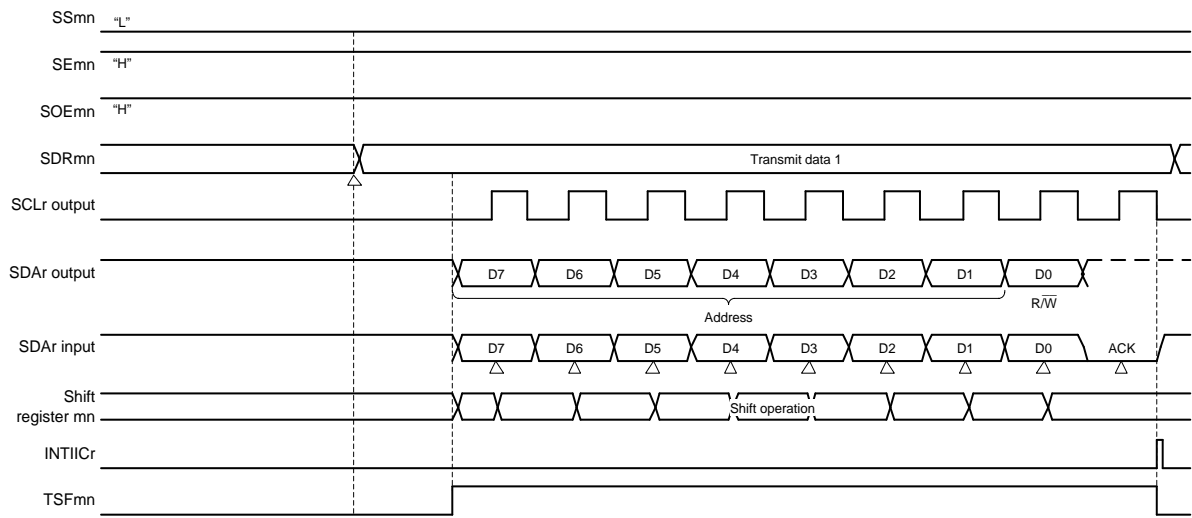 SSmn “L”
SEmn “H”
SOEmn “H”
SDRmn Transmit data 1
SCLr output
SDAr output D7 D6 D5 D4 D3 D2 D1 D0
R/W
Address
SDAr input D7 D6 D5 D4 D3 D2 D1 D0 ACK
Shift
register mn Shift operation
INTIICr
TSFmn